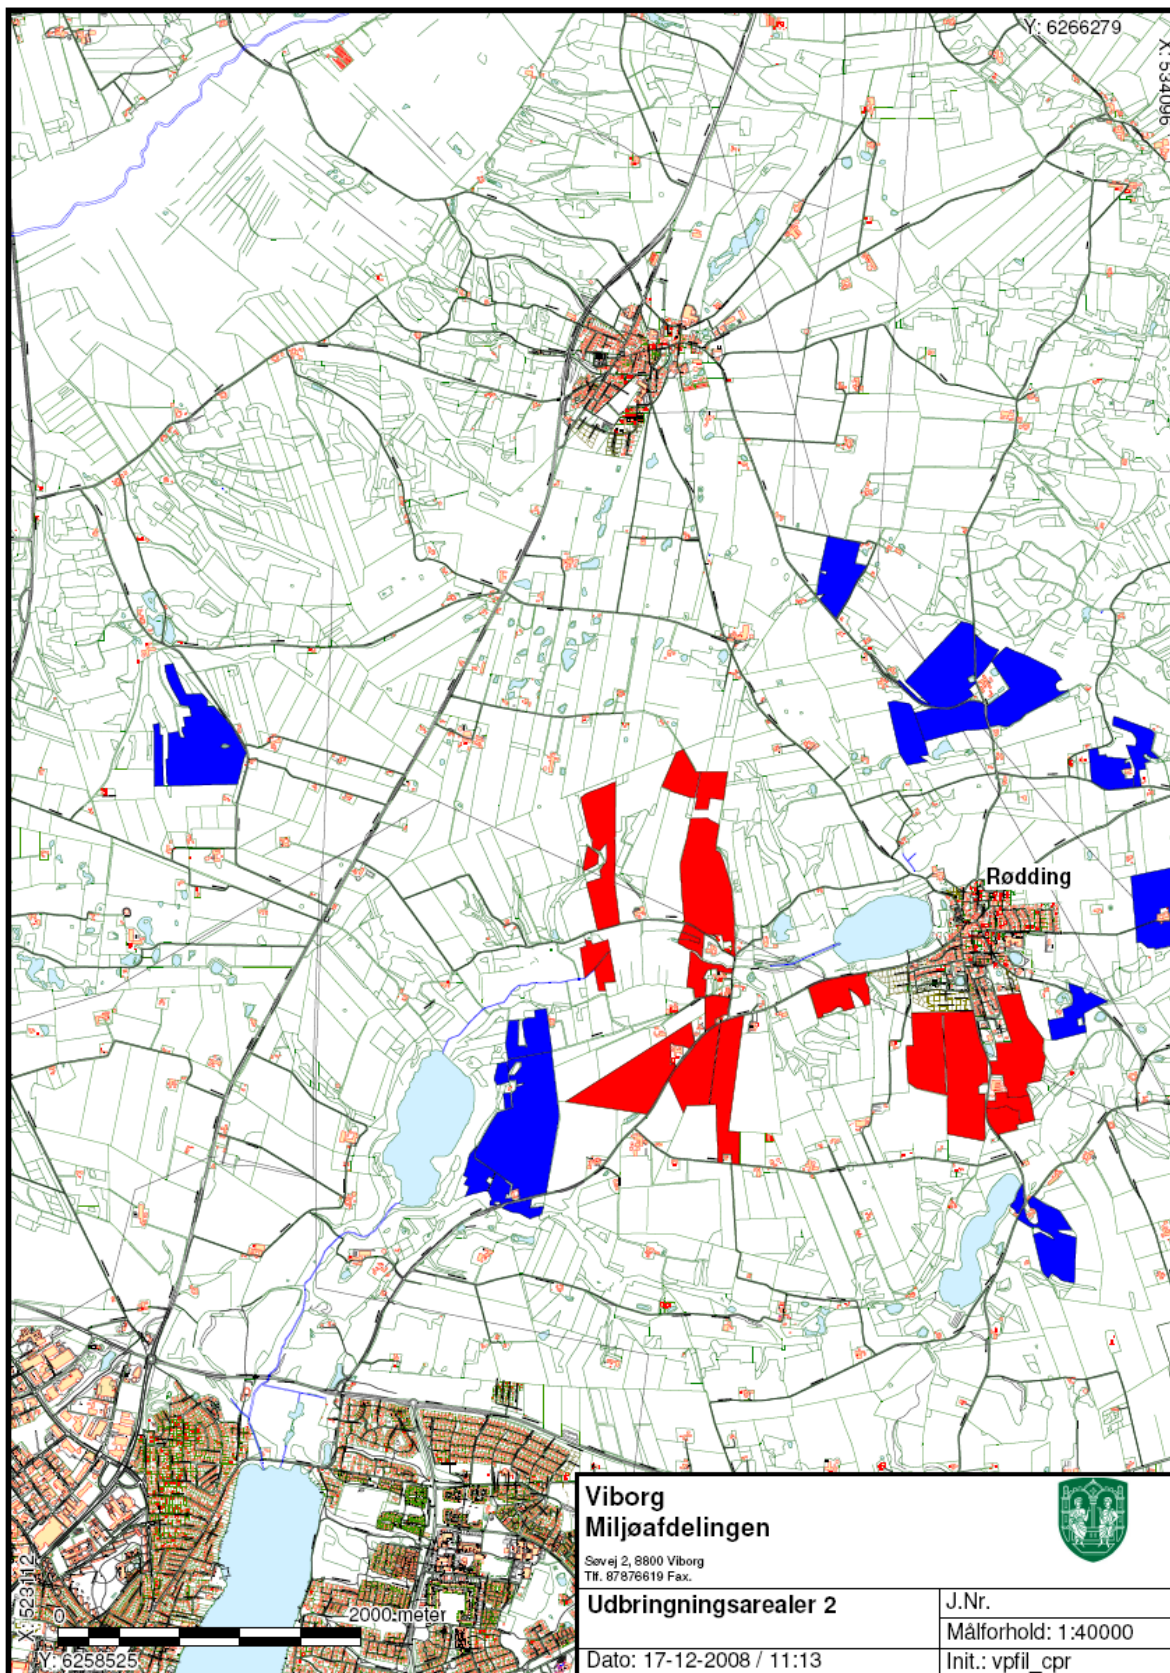 Y: 6266279
X: 534096
Rødding
X: 523112
0
2000 meter
Y: 6258525
Viborg
Miljøafdelingen
Søvej 2, 8800 Viborg
Tlf. 87876619 Fax.
Udbringningsarealer 2
J.Nr.
Målforhold: 1:40000
Dato: 17-12-2008 / 11:13
Init.: vpfil_cpr